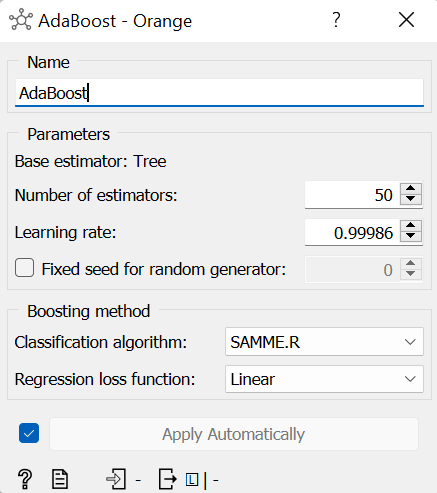 AdaBoost - Orange ?
Name
AdaBoost
Parameters
Base estimator: Tree
Number of estimators: 50
Learning rate: 0.99986
Fixed seed for random generator: 0
Boosting method
Classification algorithm: SAMME.R
Regression loss function: Linear
Apply Automatically
? - L | -